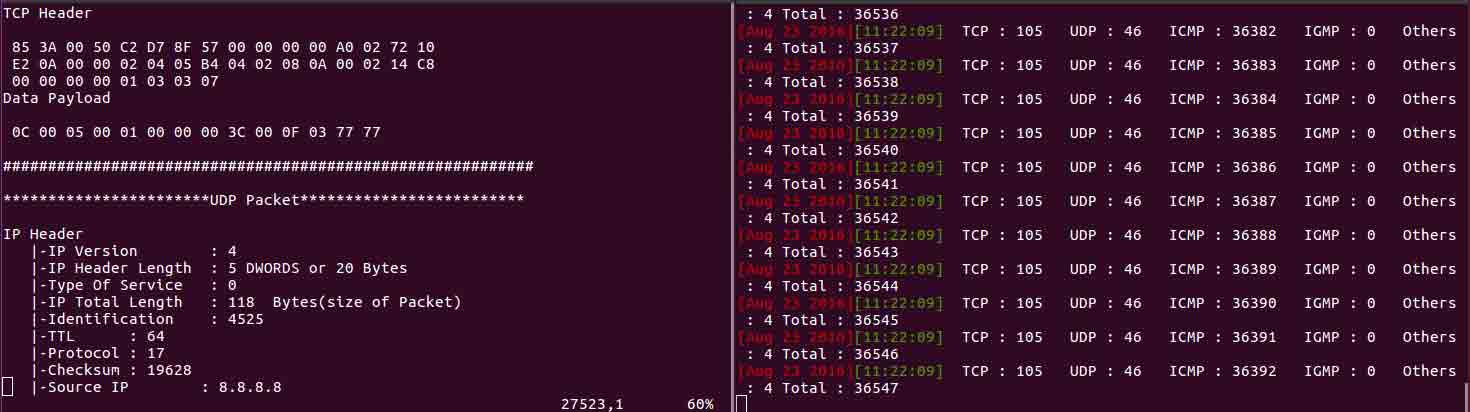 TCP Header
85 3A 00 50 C2 D7 8F 57 00 00 00 00 A0 02 72 10
E2 0A 00 00 02 04 05 B4 04 02 08 0A 00 02 14 C8
00 00 00 00 01 03 03 07
Data Payload
0C 00 05 00 01 00 00 00 3C 00 0F 03 77 77
###########################################################
***********************UDP Packet*************************
IP Header
|-IP Version : 4
|-IP Header Length : 5 DWORDS or 20 Bytes
|-Type Of Service : 0
|-IP Total Length : 118 Bytes(size of Packet)
|-Identification : 4525
|-TTL : 64
|-Protocol : 17
|-Checksum : 19628
|-Source IP : 8.8.8.8
27523,1 60%
: 4 Total : 36536
[Aug 23 2016][11:22:09] TCP : 105 UDP : 46 ICMP : 36382 IGMP : 0 Others
: 4 Total : 36537
[Aug 23 2016][11:22:09] TCP : 105 UDP : 46 ICMP : 36383 IGMP : 0 Others
: 4 Total : 36538
[Aug 23 2016][11:22:09] TCP : 105 UDP : 46 ICMP : 36384 IGMP : 0 Others
: 4 Total : 36539
[Aug 23 2016][11:22:09] TCP : 105 UDP : 46 ICMP : 36385 IGMP : 0 Others
: 4 Total : 36540
[Aug 23 2016][11:22:09] TCP : 105 UDP : 46 ICMP : 36386 IGMP : 0 Others
: 4 Total : 36541
[Aug 23 2016][11:22:09] TCP : 105 UDP : 46 ICMP : 36387 IGMP : 0 Others
: 4 Total : 36542
[Aug 23 2016][11:22:09] TCP : 105 UDP : 46 ICMP : 36388 IGMP : 0 Others
: 4 Total : 36543
[Aug 23 2016][11:22:09] TCP : 105 UDP : 46 ICMP : 36389 IGMP : 0 Others
: 4 Total : 36544
[Aug 23 2016][11:22:09] TCP : 105 UDP : 46 ICMP : 36390 IGMP : 0 Others
: 4 Total : 36545
[Aug 23 2016][11:22:09] TCP : 105 UDP : 46 ICMP : 36391 IGMP : 0 Others
: 4 Total : 36546
[Aug 23 2016][11:22:09] TCP : 105 UDP : 46 ICMP : 36392 IGMP : 0 Others
: 4 Total : 36547